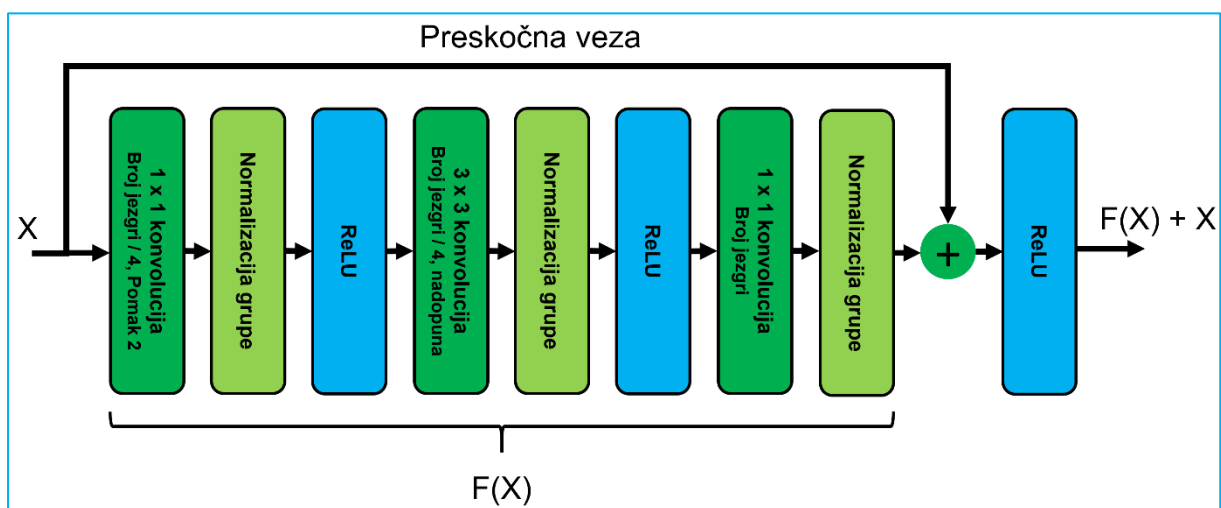 Preskočna veza
X
1 x 1 konvolucija
Broj jezgri / 4, Pomak 2
Normalizacija grupe
ReLU
3 x 3 konvolucija
Broj jezgri / 4, nadopuna
Normalizacija grupe
ReLU
1 x 1 konvolucija
Broj jezgri
Normalizacija grupe
+
ReLU
F(X) + X
F(X)